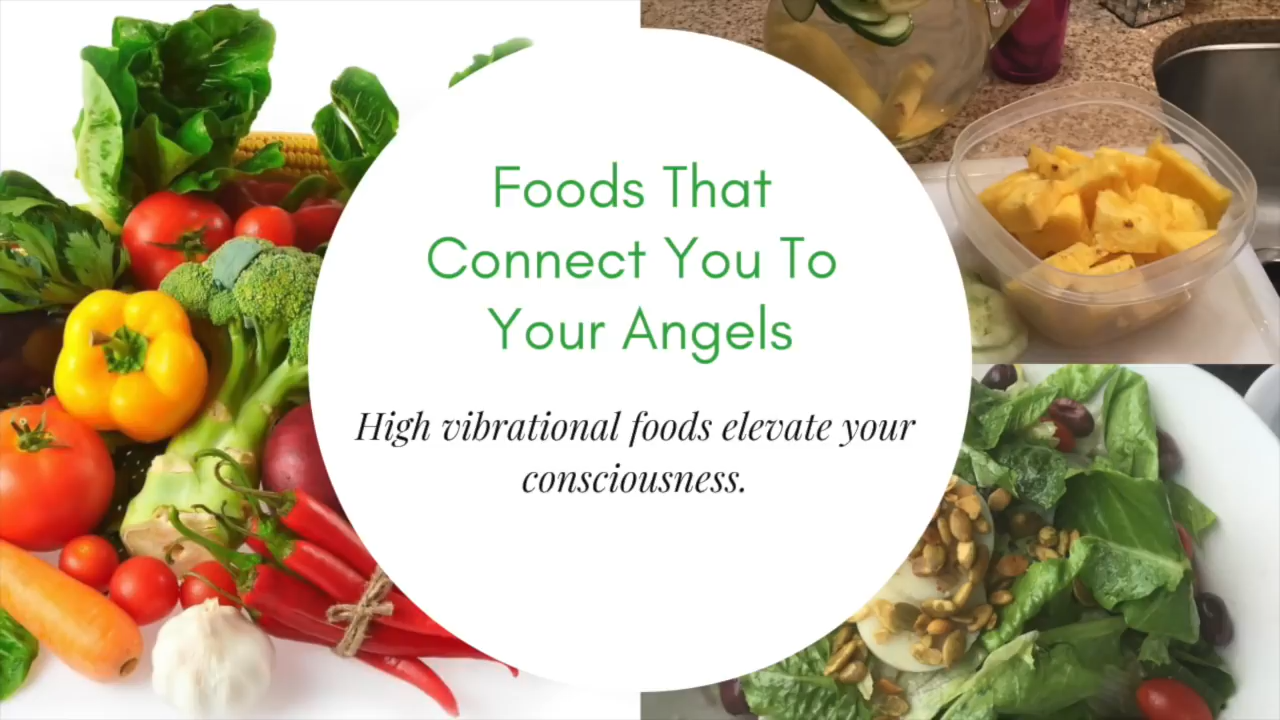 Foods That
Connect You To
Your Angels
High vibrational foods elevate your
consciousness.